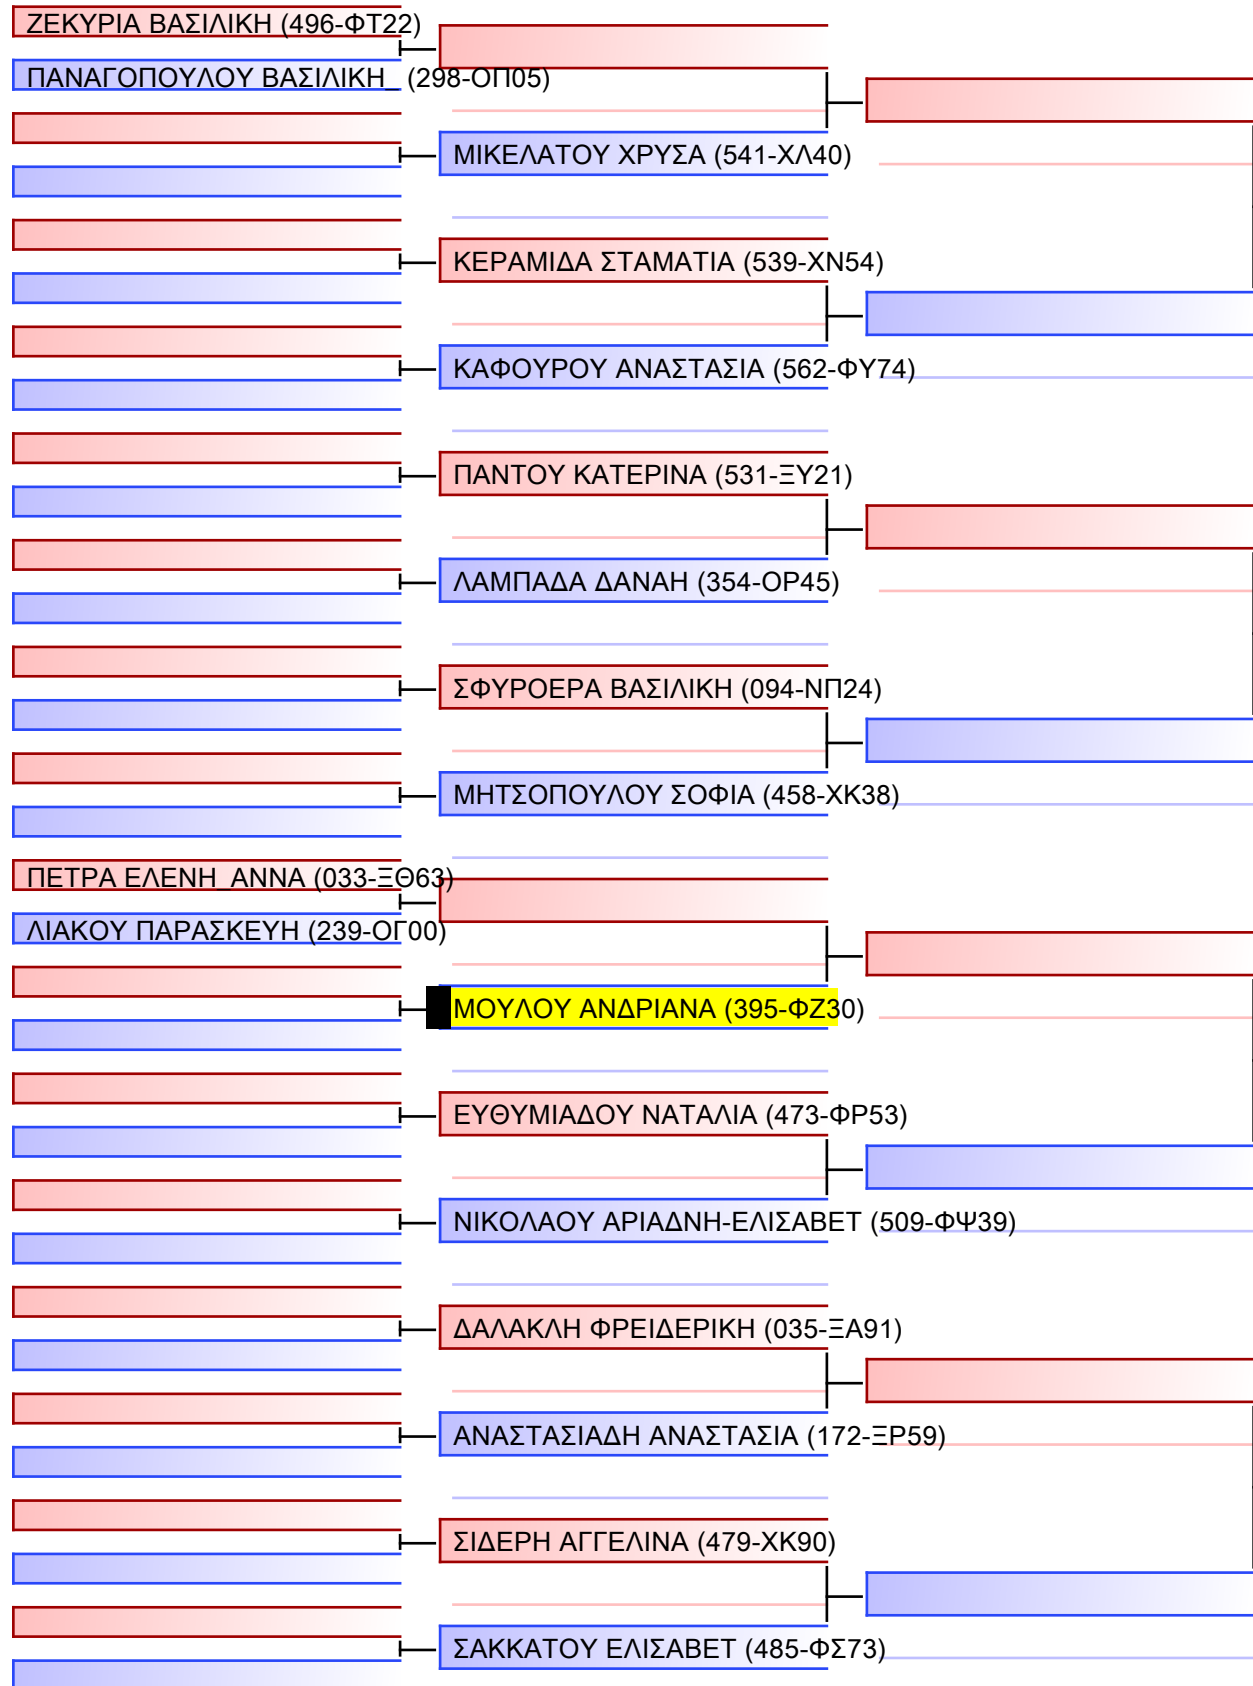 ΖΕΚΥΡΙΑ ΒΑΣΙΛΙΚΗ (496-ΦΤ22)
ΠΑΝΑΓΟΠΟΥΛΟΥ ΒΑΣΙΛΙΚΗ_ (298-ΟΠ05)
ΜΙΚΕΛΑΤΟΥ ΧΡΥΣΑ (541-ΧΛ40)
ΚΕΡΑΜΙΔΑ ΣΤΑΜΑΤΙΑ (539-ΧΝ54)
ΚΑΦΟΥΡΟΥ ΑΝΑΣΤΑΣΙΑ (562-ΦΥ74)
ΠΑΝΤΟΥ ΚΑΤΕΡΙΝΑ (531-ΞΥ21)
ΛΑΜΠΑΔΑ ΔΑΝΑΗ (354-ΟΡ45)
ΣΦΥΡΟΕΡΑ ΒΑΣΙΛΙΚΗ (094-ΝΠ24)
ΜΗΤΣΟΠΟΥΛΟΥ ΣΟΦΙΑ (458-ΧΚ38)
ΠΕΤΡΑ ΕΛΕΝΗ_ΑΝΝΑ (033-ΞΘ63)
ΛΙΑΚΟΥ ΠΑΡΑΣΚΕΥΗ (239-ΟΓ00)
ΜΟΥΛΟΥ ΑΝΔΡΙΑΝΑ (395-ΦΖ30)
ΕΥΘΥΜΙΑΔΟΥ ΝΑΤΑΛΙΑ (473-ΦΡ53)
ΝΙΚΟΛΑΟΥ ΑΡΙΑΔΝΗ-ΕΛΙΣΑΒΕΤ (509-ΦΨ39)
ΔΑΛΑΚΛΗ ΦΡΕΙΔΕΡΙΚΗ (035-ΞΑ91)
ΑΝΑΣΤΑΣΙΑΔΗ ΑΝΑΣΤΑΣΙΑ (172-ΞΡ59)
ΣΙΔΕΡΗ ΑΓΓΕΛΙΝΑ (479-ΧΚ90)
ΣΑΚΚΑΤΟΥ ΕΛΙΣΑΒΕΤ (485-ΦΣ73)